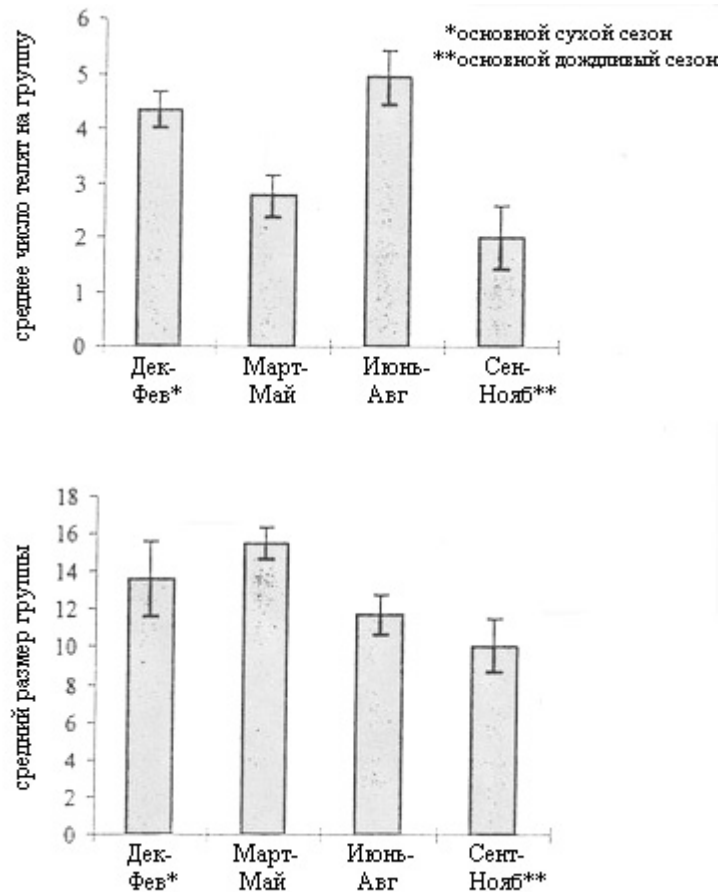 *основной сухой сезон
**основной дождливый сезон
среднее число телят на группу
6
5
4
3
2
1
0
Дек-
Фев*
Март-
Май
Июнь-
Авг
Сен-
Нояб**
средний размер группы
18
16
14
12
10
8
6
4
2
0
Дек-
Фев*
Март-
Май
Июнь-
Авг
Сент-
Нояб**